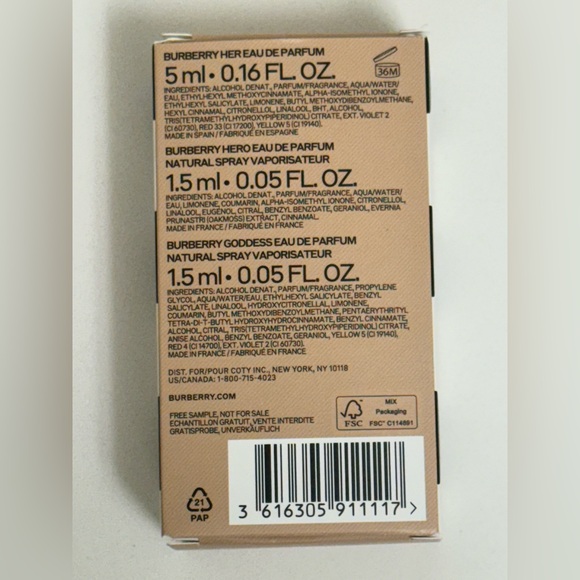 BURBERRY HER EAU DE PARFUM
5 ml • 0.16 FL. OZ.
36M
INGREDIENTS: ALCOHOL DENAT., PARFUM/FRAGRANCE, AQUA/WATER/
EAU, ETHYLHEXYL METHOXYCINNAMATE, ALPHA-ISOMETHYL IONONE,
ETHYLHEXYL SALICYLATE, LIMONENE, BUTYL METHOXYDIBENZOYLMETHANE,
HEXYL CINNAMAL, CITRONELLOL, LINALOOL, BHT, ALCOHOL,
TRIS(TETRAMETHYLHYDROXYPIPERIDINOL) CITRATE, EXT. VIOLET 2
(CI 60730), RED 33 (CI 17200), YELLOW 5 (CI 19140).
MADE IN SPAIN / FABRIQUÉ EN ESPAGNE
BURBERRY HERO EAU DE PARFUM
NATURAL SPRAY VAPORISATEUR
1.5 ml • 0.05 FL. OZ.
INGREDIENTS: ALCOHOL DENAT., PARFUM/FRAGRANCE, AQUA/WATER/
EAU, LIMONENE, COUMARIN, ALPHA-ISOMETHYL IONONE, CITRONELLOL,
LINALOOL, EUGENOL, CITRAL, BENZYL BENZOATE, GERANIOL, EVERNIA
PRUNASTRI (OAKMOSS) EXTRACT, CINNAMAL.
MADE IN FRANCE / FABRIQUÉ EN FRANCE
BURBERRY GODDESS EAU DE PARFUM
NATURAL SPRAY VAPORISATEUR
1.5 ml • 0.05 FL. OZ.
INGREDIENTS: ALCOHOL DENAT., PARFUM/FRAGRANCE, PROPYLENE
GLYCOL, AQUA/WATER/EAU, ETHYLHEXYL SALICYLATE, BENZYL
SALICYLATE, LINALOOL, HYDROXYCITRONELLAL, LIMONENE,
COUMARIN, BUTYL METHOXYDIBENZOYLMETHANE, PENTAERYTHRITYL
TETRA-DI-T-BUTYL HYDROXYHYDROCINNAMATE, BENZYL CINNAMATE,
ALCOHOL, CITRAL, TRIS(TETRAMETHYLHYDROXYPIPERIDINOL) CITRATE,
ANISE ALCOHOL, BENZYL BENZOATE, GERANIOL, YELLOW 5 (CI 19140),
RED 4 (CI 14700), EXT. VIOLET 2 (CI 60730).
MADE IN FRANCE / FABRIQUÉ EN FRANCE
DIST. FOR/POUR COTY INC., NEW YORK, NY 10118
US/CANADA: 1-800-715-4023
BURBERRY.COM
FREE SAMPLE, NOT FOR SALE
ECHANTILLON GRATUIT, VENTE INTERDITE
GRATISPROBE, UNVERKÄUFLICH
FSC
MIX
Packaging
FSC™ C114691
21
PAP
3 616305 911117 >